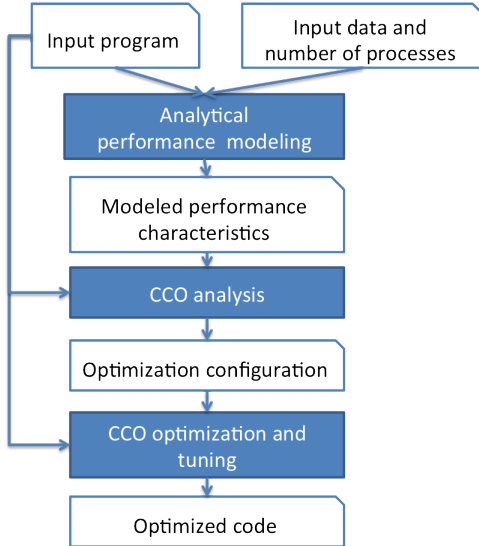 Input program
Input data and
number of processes
Analytical
performance modeling
Modeled performance
characteristics
CCO analysis
Optimization configuration
CCO optimization and
tuning
Optimized code